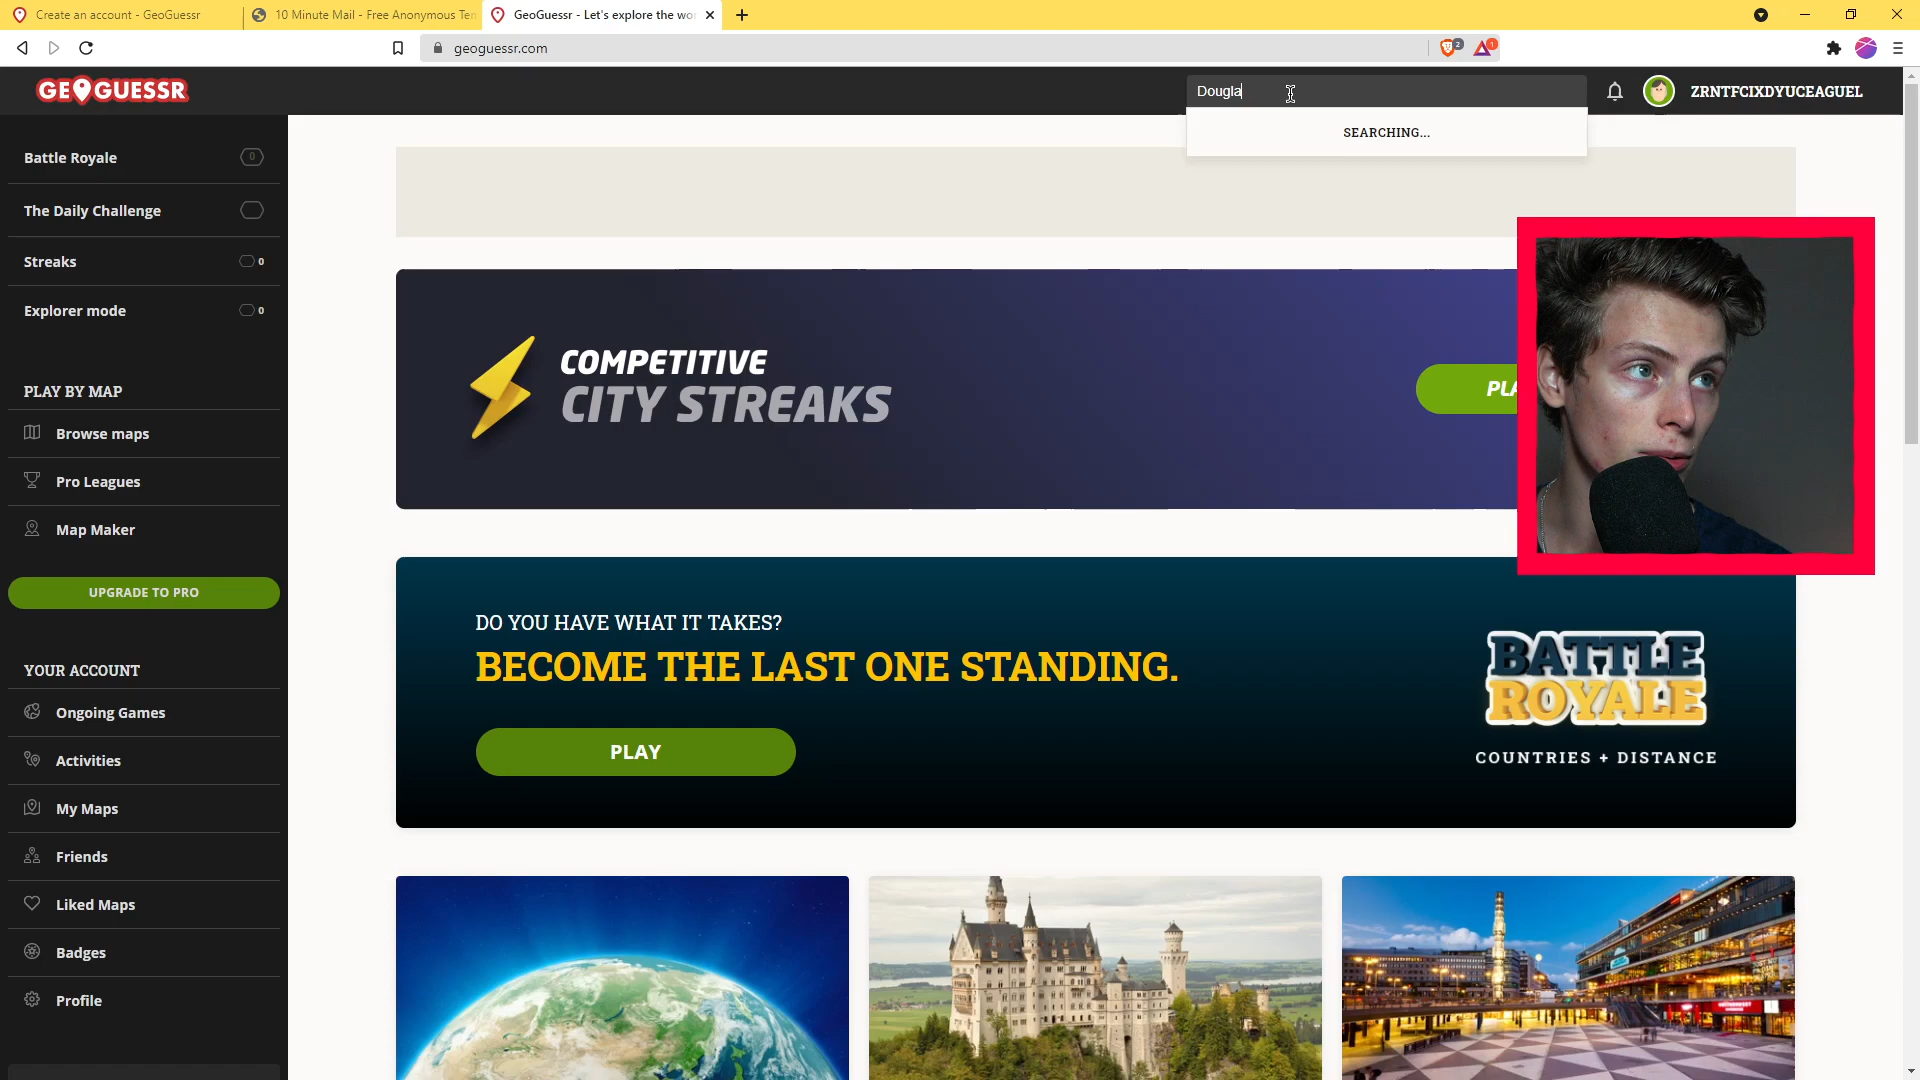 Create an account - GeoGuessr
10 Minute Mail - Free Anonymous Ten
GeoGuessr - Let's explore the wo
geoguessr.com
2
1
GEOGUESSR
Dougla
ZRNTFCIXDYUCEAGUEL
SEARCHING...
Battle Royale
0
The Daily Challenge
Streaks
0
Explorer mode
0
PLAY BY MAP
Browse maps
Pro Leagues
Map Maker
UPGRADE TO PRO
YOUR ACCOUNT
Ongoing Games
Activities
My Maps
Friends
Liked Maps
Badges
Profile
COMPETITIVE
CITY STREAKS
PLA
DO YOU HAVE WHAT IT TAKES?
BECOME THE LAST ONE STANDING.
PLAY
BATTLE
ROYALE
COUNTRIES + DISTANCE